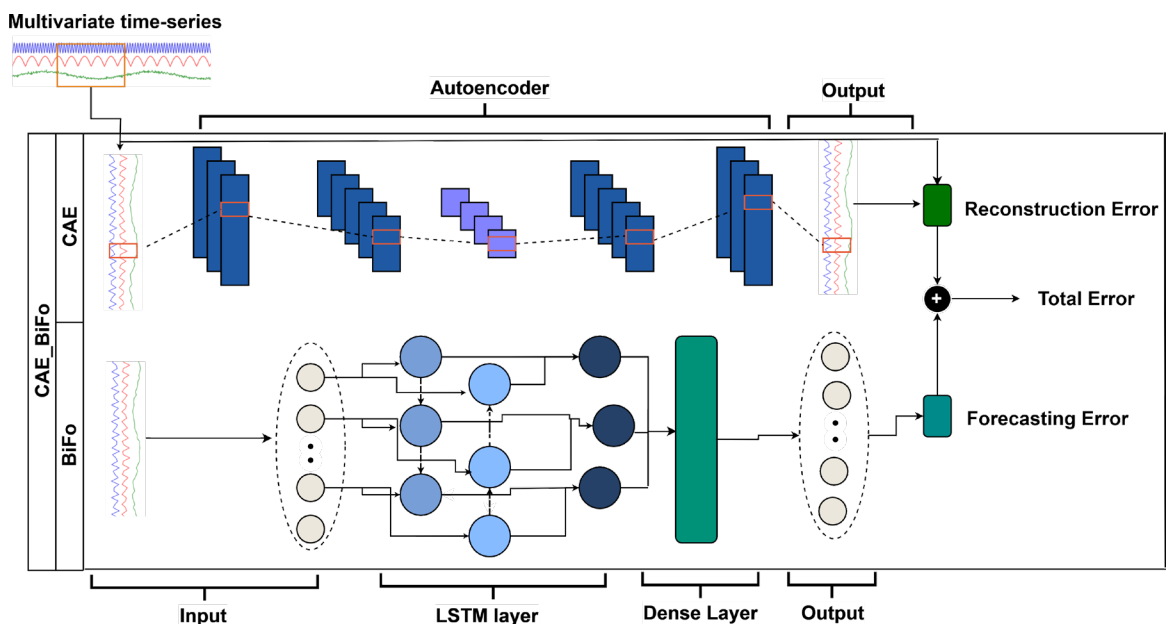 Multivariate time-series
Autoencoder
Output
CAE_BiFo
CAE
Reconstruction Error
+
Total Error
BiFo
Forecasting Error
Input
LSTM layer
Dense Layer
Output